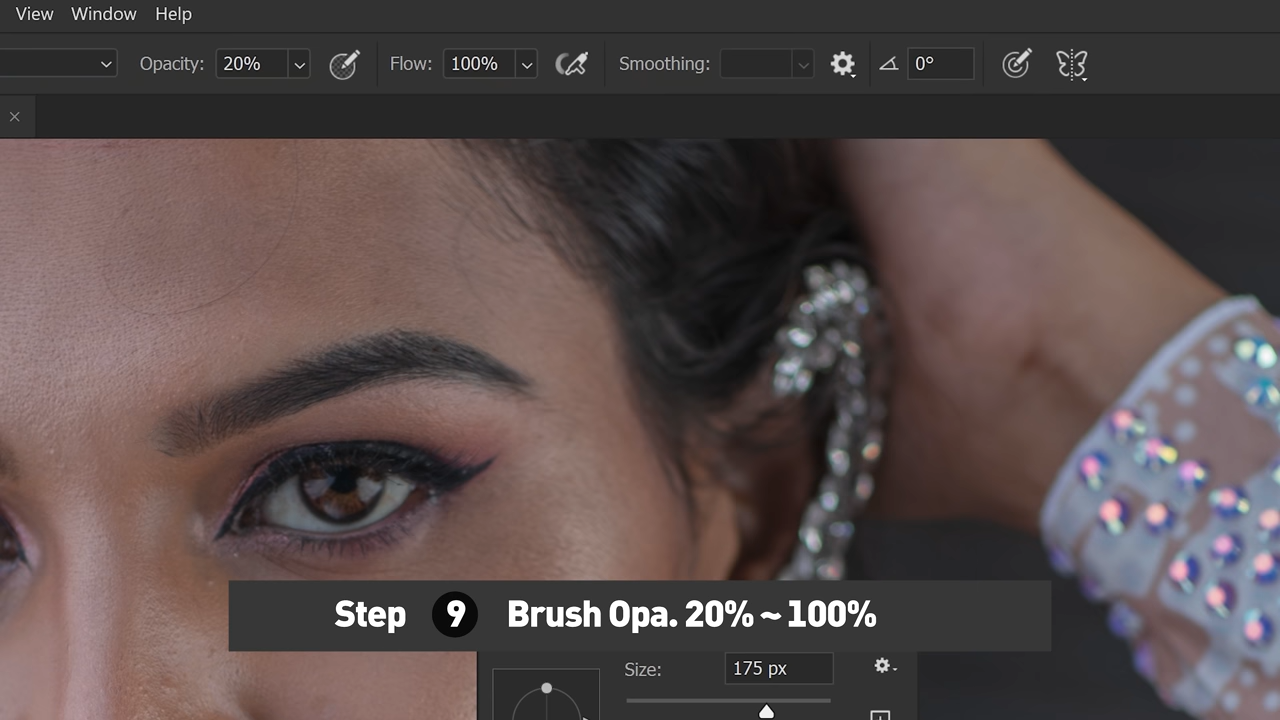 View Window Help
Opacity: 20% Flow: 100% Smoothing: 0°
Step 9 Brush Opa. 20% ~ 100%
Size: 175 px